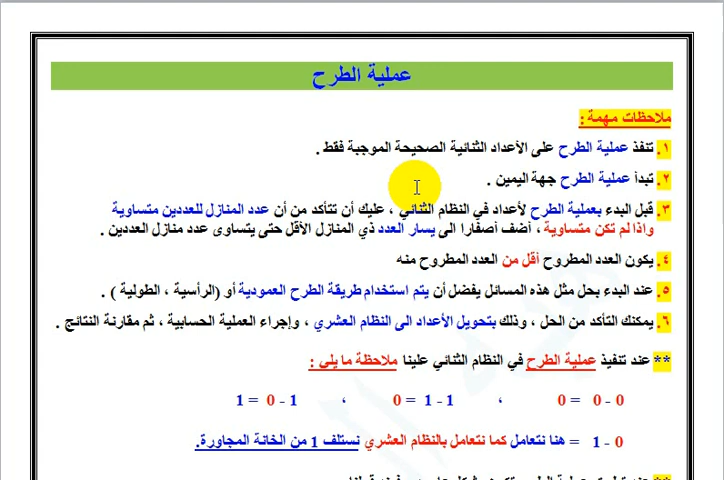 عملية الطرح
ملاحظات مهمة :
١. تنفذ عملية الطرح على الأعداد الثنائية الصحيحة الموجبة فقط .
٢. تبدأ عملية الطرح جهة اليمين .
٣. قبل البدء بعملية الطرح لأعداد في النظام الثنائي ، عليك أن تتأكد من أن عدد المنازل للعددين متساوية
واذا لم تكن متساوية ، أضف أصفارا الى يسار العدد ذي المنازل الأقل حتى يتساوى عدد منازل العددين .
٤. يكون العدد المطروح أقل من العدد المطروح منه
٥. عند البدء بحل مثل هذه المسائل يفضل أن يتم استخدام طريقة الطرح العمودية أو (الرأسية ، الطولية ) .
٦. يمكنك التأكد من الحل ، وذلك بتحويل الأعداد الى النظام العشري ، وإجراء العملية الحسابية ، ثم مقارنة النتائج .
** عند تنفيذ عملية الطرح في النظام الثنائي علينا ملاحظة ما يلي :
0 - 0 = 0 ، 1 - 1 = 0 ، 1 - 0 = 1
0 - 1 = هنا نتعامل كما نتعامل بالنظام العشري نستلف 1 من الخانة المجاورة.